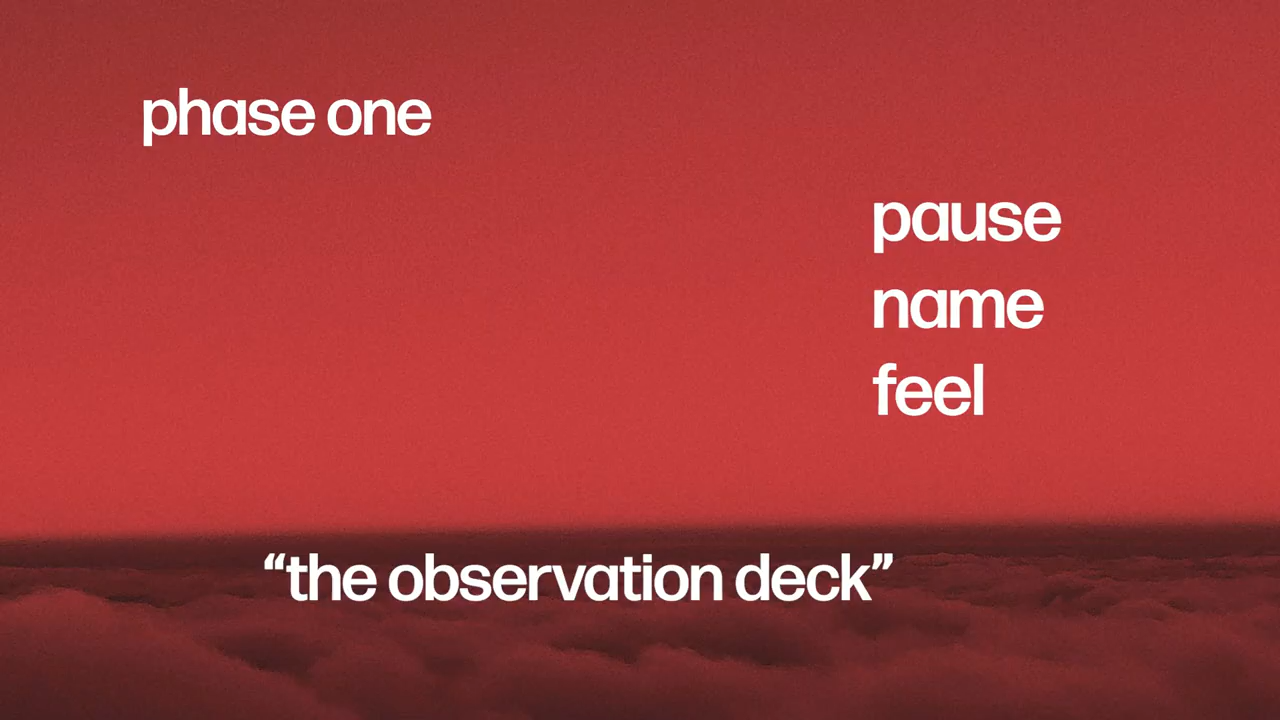 phase one
pause
name
feel
“the observation deck”